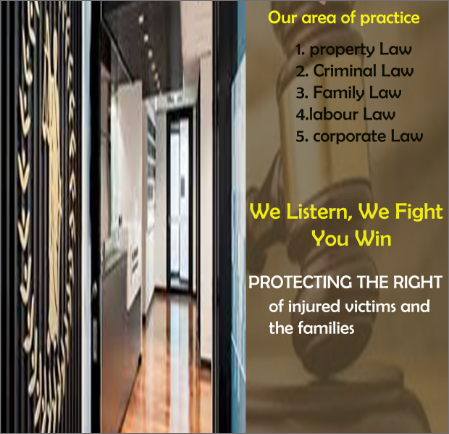 Our area of practice
1. property Law
2. Criminal Law
3. Family Law
4.labour Law
5. corporate Law
We Listern, We Fight
You Win
PROTECTING THE RIGHT
of injured victims and
the families